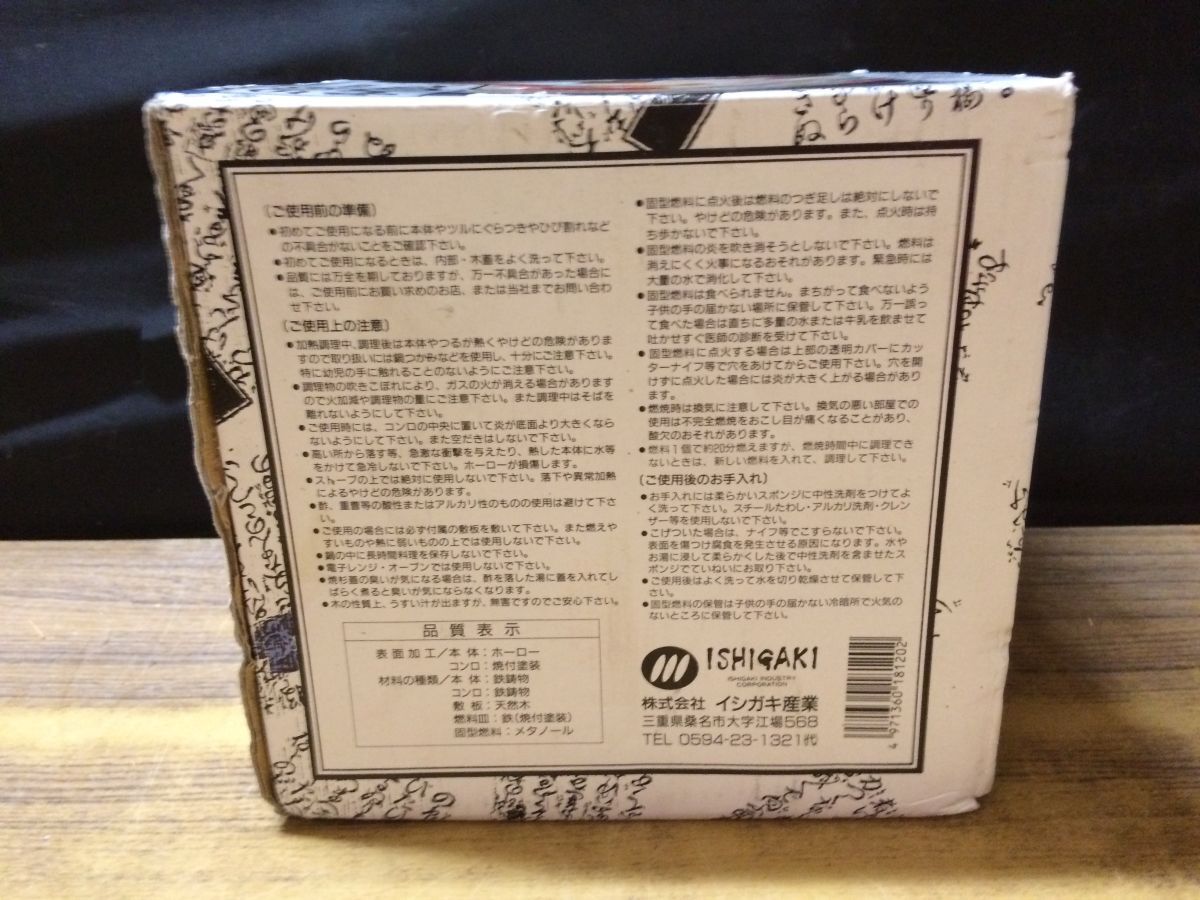 さぬ
らけり
〔ご使用前の準備〕
●初めてご使用になる前に本体やツルにぐらつきやひび割れなど
の不具合がないことをご確認下さい。
●初めてご使用になるときは、内部・木蓋をよく洗って下さい。
●品質には万全を期しておりますが、万一不具合があった場合に
は、ご使用前にお買い求めのお店、または当社までお問い合わ
せ下さい。
〔ご使用上の注意〕
●加熱調理中、調理後は本体やつるが熱くやけどの危険がありま
すので取り扱いには鍋つかみなどを使用し、十分にご注意下さい。
特に幼児の手に触れることのないようにご注意下さい。
●調理物の吹きこぼれにより、ガスの火が消える場合があります
ので火加減や調理物の量にご注意下さい。また調理中はそばを
離れないようにして下さい。
●ご使用時には、コンロの中央に置いて炎が底面より大きくなら
ないようにして下さい。また空だきはしないで下さい。
●高い所から落す等、急激な衝撃を与えたり、熱した本体に水等
をかけて急冷しないで下さい。ホーローが損傷します。
●ストーブの上では絶対に使用しないで下さい。落下や異常加熱
によるやけどの危険があります。
●酢、重曹等の酸性またはアルカリ性のものの使用は避けて下さ
い。
●ご使用の場合には必ず付属の敷板を敷いて下さい。また燃えや
すいものや熱に弱いものの上では使用しないで下さい。
●鍋の中に長時間料理を保存しないで下さい。
●電子レンジ・オーブンでは使用しないで下さい。
●焼杉蓋の臭いが気になる場合は、酢を落した湯に蓋を入れてし
ばらく煮ると臭いが気にならなくなります。
●木の性質上、うすい汁が出ますが、無害ですのでご安心下さい。
品質表示
表面加工/本体:ホーロー
コンロ:焼付塗装
材料の種類/本体:鉄鋳物
コンロ:鉄鋳物
敷板:天然木
燃料皿:鉄(焼付塗装)
固型燃料:メタノール
●固型燃料に点火後は燃料のつぎ足しは絶対にしないで
下さい。やけどの危険があります。また、点火時は持
ち歩かないで下さい。
●固型燃料の炎を吹き消そうとしないで下さい。燃料は
消えにくく火事になるおそれがあります。緊急時には
大量の水で消化して下さい。
●固型燃料は食べられません。まちがって食べないよう
子供の手の届かない場所に保管して下さい。万一誤っ
て食べた場合は直ちに多量の水または牛乳を飲ませて
吐かせすぐ医師の診断を受けて下さい。
●固型燃料に点火する場合は上部の透明カバーにカッ
ターナイフ等で穴をあけてからご使用下さい。穴を開
けずに点火した場合には炎が大きく上がる場合があり
ます。
●燃焼時は換気に注意して下さい。換気の悪い部屋での
使用は不完全燃焼をおこし目が痛くなることがあり、
酸欠のおそれがあります。
●燃料1個で約20分燃えますが、燃焼時間中に調理でき
ないときは、新しい燃料を入れて、調理して下さい。
〔ご使用後のお手入れ〕
●お手入れには柔らかいスポンジに中性洗剤をつけてよ
く洗って下さい。スチールたわし・アルカリ洗剤・クレン
ザー等を使用しないで下さい。
●こげついた場合は、ナイフ等でこすらないで下さい。
表面を傷つけ腐食を発生させる原因になります。水や
お湯に浸して柔らかくした後で中性洗剤を含ませたス
ポンジでていねいにお取り下さい。
●ご使用後はよく洗って水を切り乾燥させて保管して下
さい。
●固型燃料の保管は子供の手の届かない冷暗所で火気の
ないところに保管して下さい。
ISHIGAKI
ISHIGAKI INDUSTRY
CORPORATION
株式会社 イシガキ産業
三重県桑名市大字江場568
TEL 0594-23-1321代
4 971360 181202